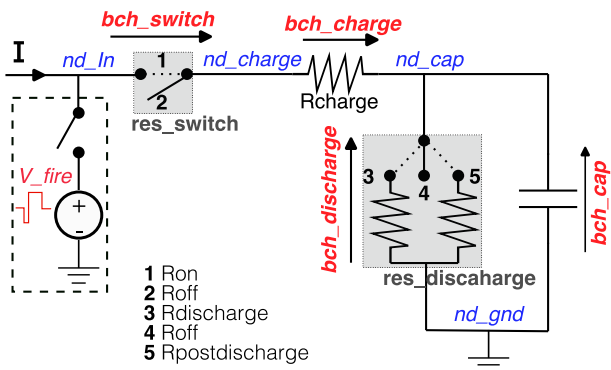 bch_switch
bch_charge
I
nd_In
1
nd_charge
nd_cap
2
Rcharge
res_switch
V_fire
+
-
bch_discharge
3
4
5
bch_cap
res_discaharge
1 Ron
2 Roff
3 Rdischarge
4 Roff
5 Rpostdischarge
nd_gnd